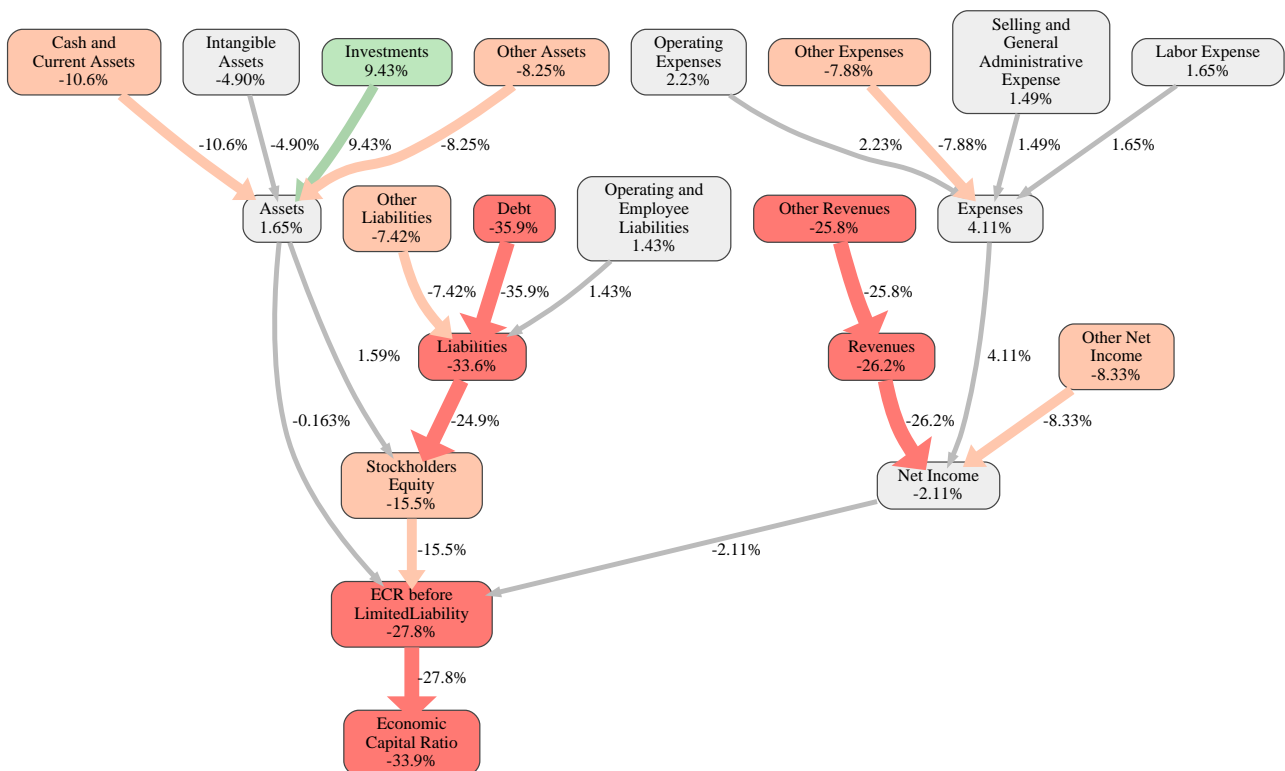 Cash and
Current Assets
-10.6%
Intangible
Assets
-4.90%
Investments
9.43%
Other Assets
-8.25%
Operating
Expenses
2.23%
Other Expenses
-7.88%
Selling and
General
Administrative
Expense
1.49%
Labor Expense
1.65%
-10.6%
-4.90%
9.43%
-8.25%
2.23%
-7.88%
1.49%
1.65%
Assets
1.65%
Other
Liabilities
-7.42%
Debt
-35.9%
Operating and
Employee
Liabilities
1.43%
Other Revenues
-25.8%
Expenses
4.11%
-7.42%
-35.9%
1.43%
-25.8%
Liabilities
-33.6%
Revenues
-26.2%
Other Net
Income
-8.33%
1.59%
4.11%
-0.163%
-24.9%
-26.2%
-8.33%
Stockholders
Equity
-15.5%
Net Income
-2.11%
-15.5%
-2.11%
ECR before
LimitedLiability
-27.8%
-27.8%
Economic
Capital Ratio
-33.9%